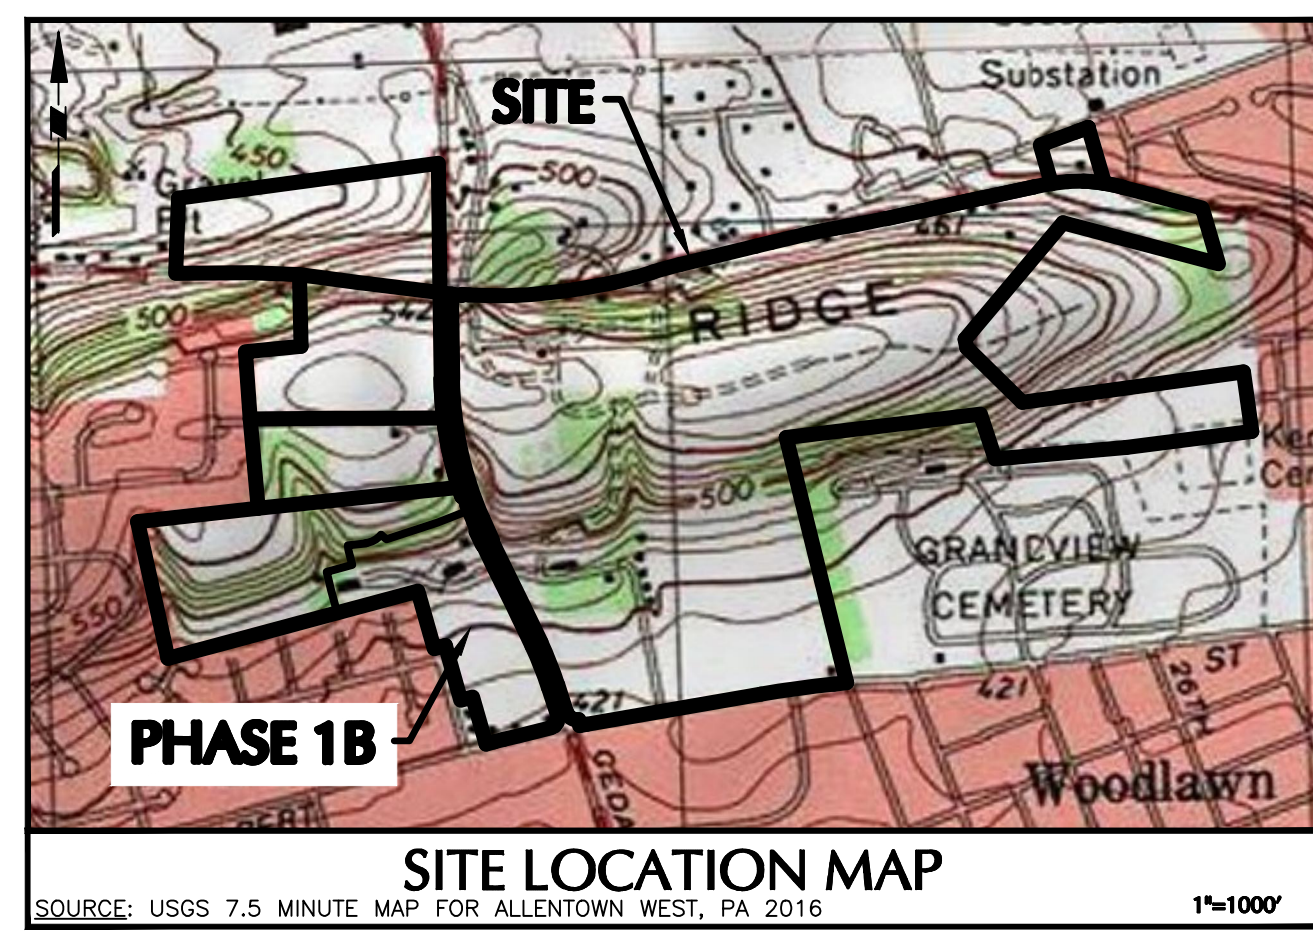 Substation
SITE
450
500
Gravel
Pit
467
500
542
RIDGE
500
GRANDVIEW
CEMETERY
550
ST
26TH
421
421
PHASE 1B
GEDA
Woodlawn
SITE LOCATION MAP
SOURCE: USGS 7.5 MINUTE MAP FOR ALLENTOWN WEST, PA 2016
1"=1000'